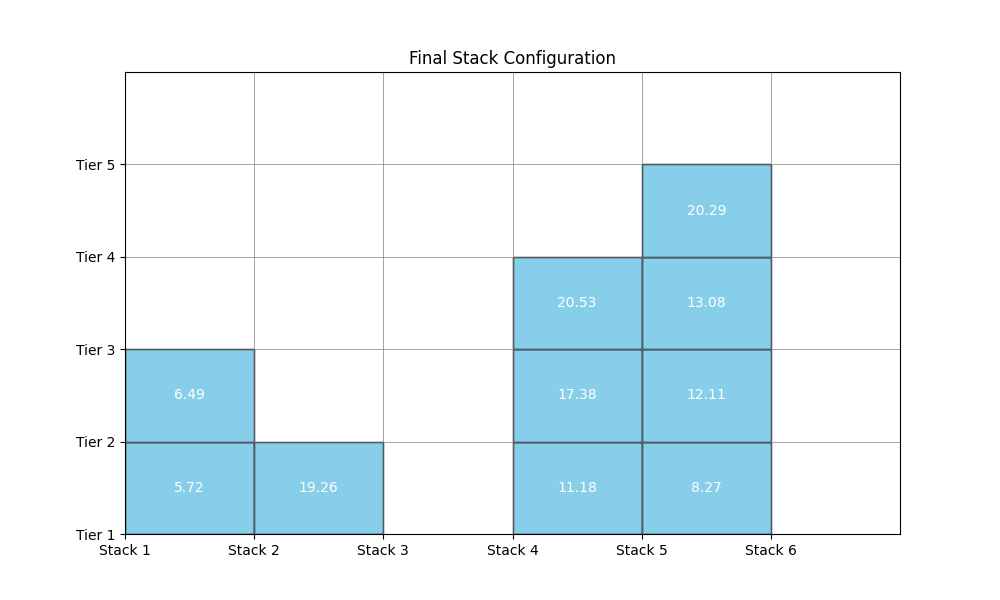 Final Stack Configuration
Tier 5
20.29
Tier 4
20.53 13.08
Tier 3
6.49 17.38 12.11
Tier 2
5.72 19.26 11.18 8.27
Tier 1
Stack 1 Stack 2 Stack 3 Stack 4 Stack 5 Stack 6